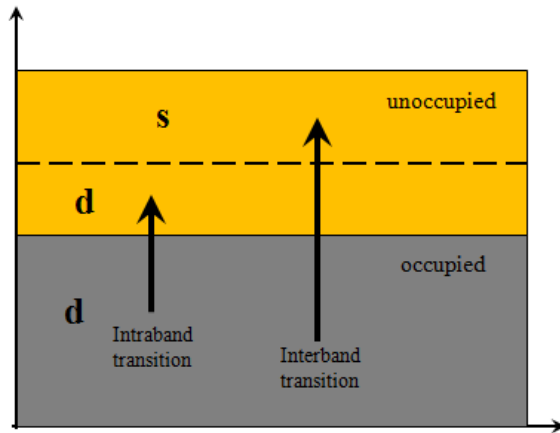 unoccupied
s
d
occupied
d
Intraband
transition
Interband
transition